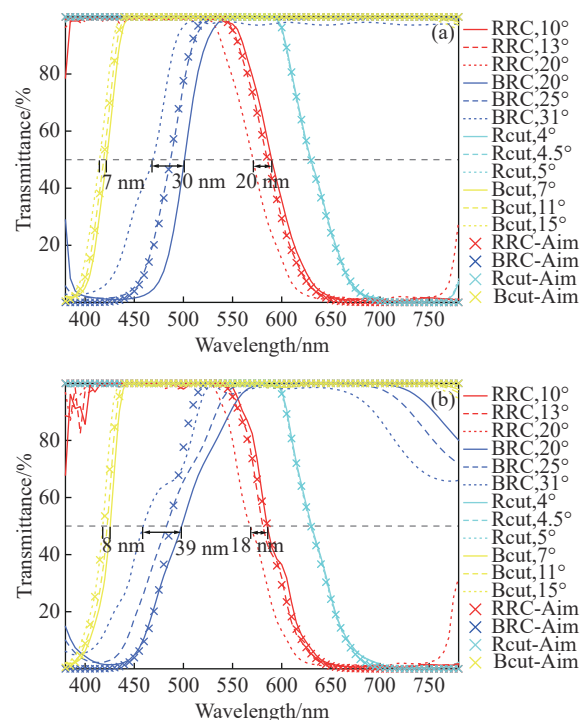 (a)
Transmittance/%
80
60
40
20
7 nm
30 nm
20 nm
400 450 500 550 600 650 700 750
Wavelength/nm
RRC,10°
RRC,13°
RRC,20°
BRC,20°
BRC,25°
BRC,31°
Rcut,4°
Rcut,4.5°
Rcut,5°
Bcut,7°
Bcut,11°
Bcut,15°
RRC-Aim
BRC-Aim
Rcut-Aim
Bcut-Aim
(b)
Transmittance/%
80
60
40
20
8 nm
39 nm
18 nm
400 450 500 550 600 650 700 750
Wavelength/nm
RRC,10°
RRC,13°
RRC,20°
BRC,20°
BRC,25°
BRC,31°
Rcut,4°
Rcut,4.5°
Rcut,5°
Bcut,7°
Bcut,11°
Bcut,15°
RRC-Aim
BRC-Aim
Rcut-Aim
Bcut-Aim